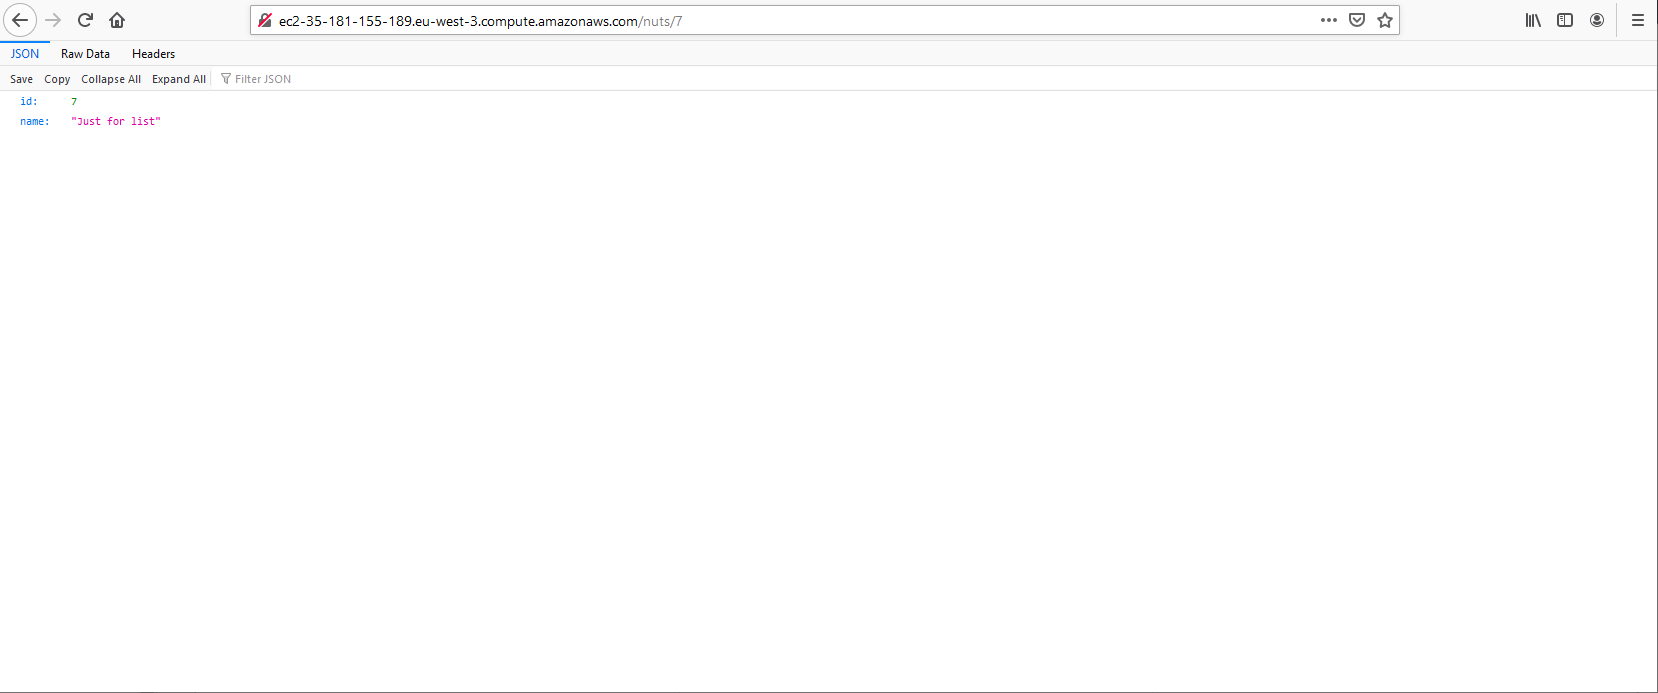 ec2-35-181-155-189.eu-west-3.compute.amazonaws.com/nuts/7
JSON Raw Data Headers
Save Copy Collapse All Expand All Filter JSON
id: 7
name: "Just for list"